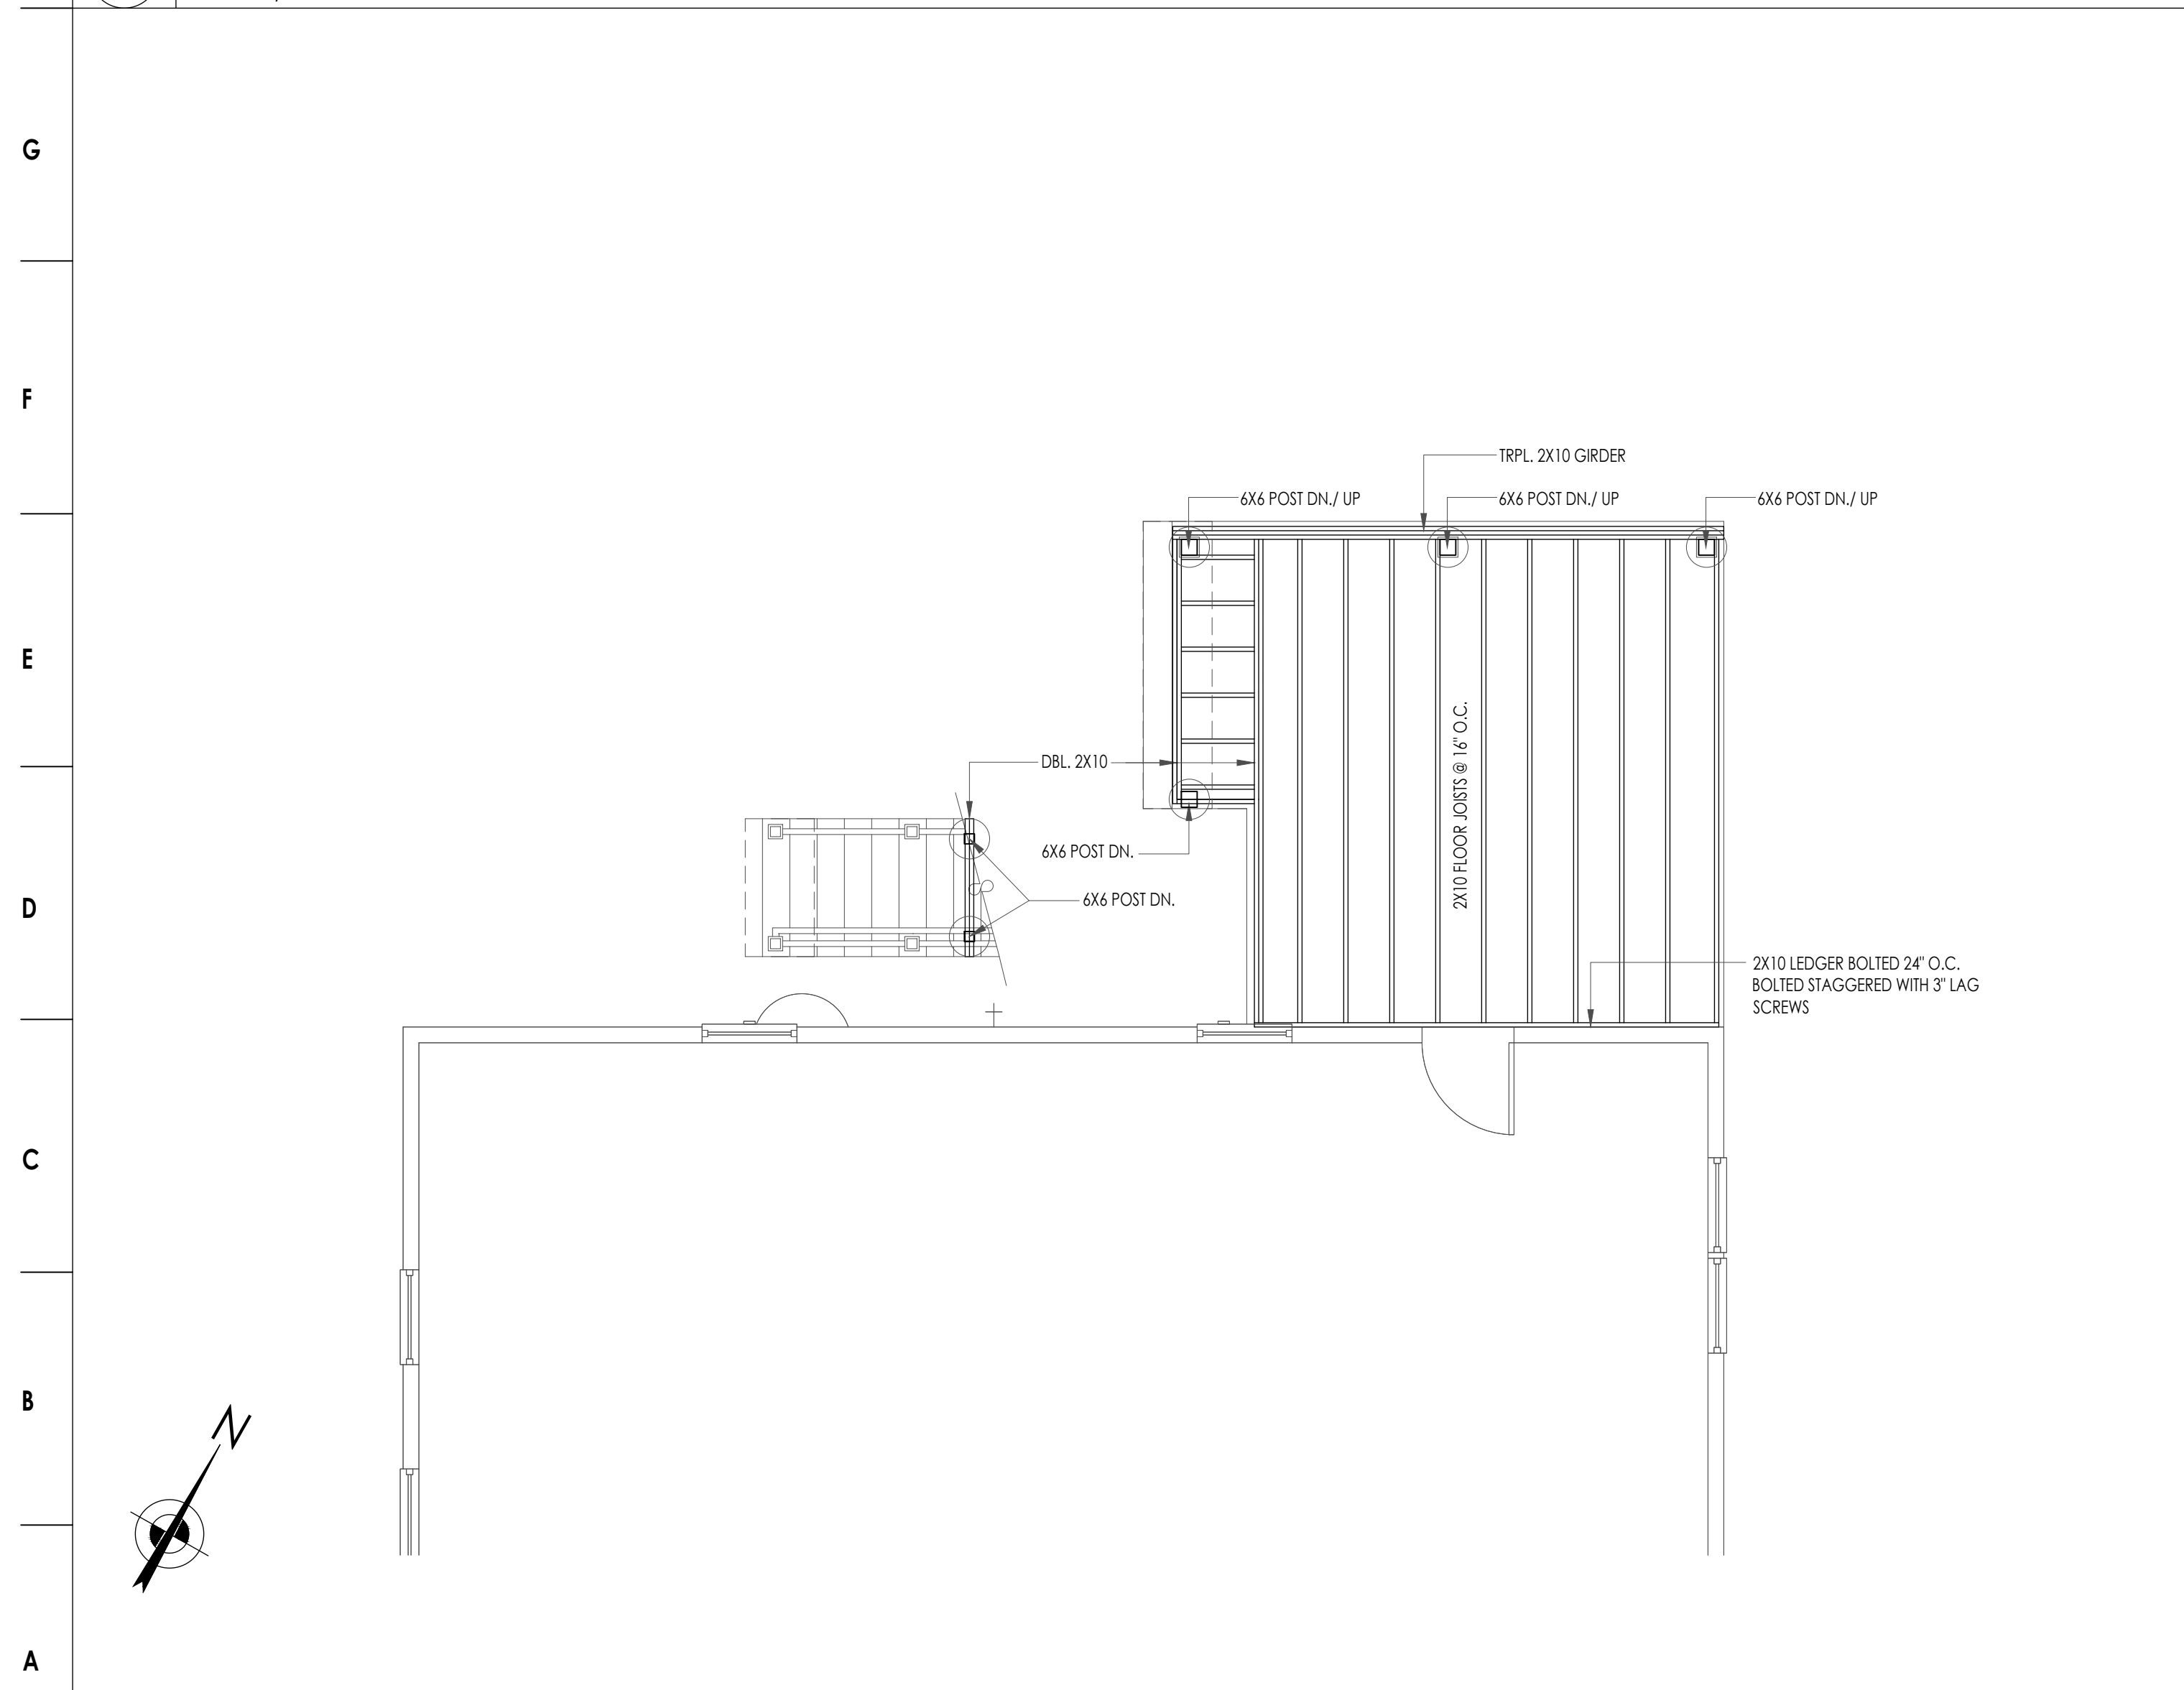 G
F
TRPL. 2X10 GIRDER
6X6 POST DN./ UP
6X6 POST DN./ UP
6X6 POST DN./ UP
E
DBL. 2X10
2X10 FLOOR JOISTS @ 16" O.C.
6X6 POST DN.
D
6X6 POST DN.
2X10 LEDGER BOLTED 24" O.C.
BOLTED STAGGERED WITH 3" LAG
SCREWS
C
B
N
A